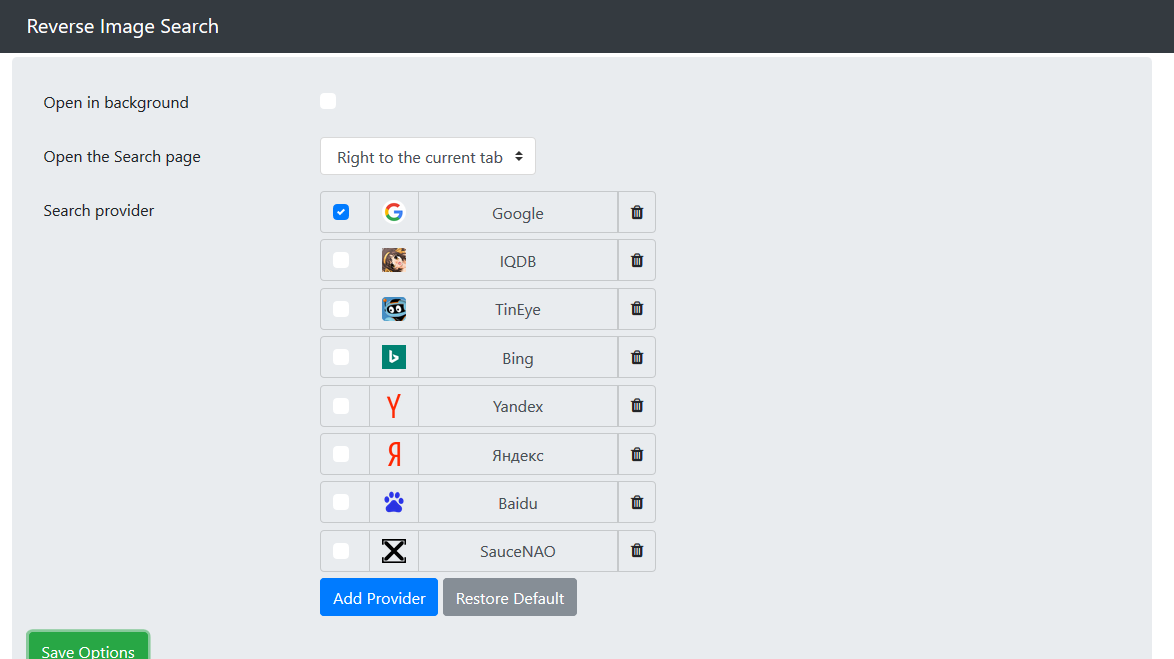 Reverse Image Search
Open in background
Open the Search page
Right to the current tab
Search provider
Google
IQDB
TinEye
Bing
Yandex
Яндекс
Baidu
SauceNAO
Add Provider
Restore Default
Save Options